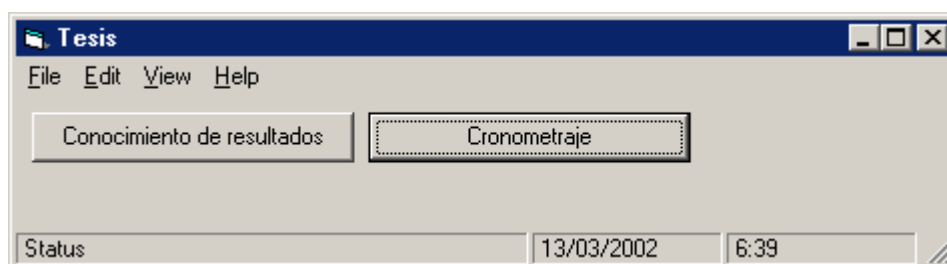 Tesis
File Edit View Help
Conocimiento de resultados Cronometraje
Status 13/03/2002 6:39